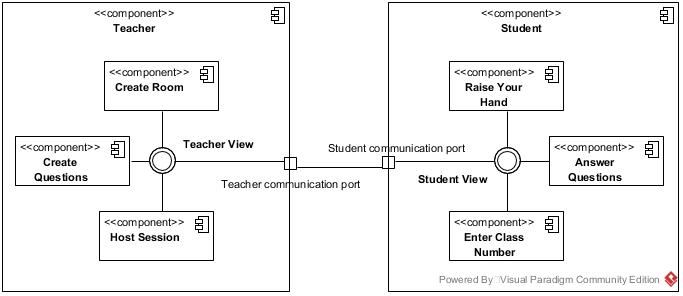 <<component>>
Teacher
<<component>>
Create Room
<<component>>
Create
Questions
Teacher View
<<component>>
Host Session
Teacher communication port
<<component>>
Student
<<component>>
Raise Your
Hand
Student communication port
Student View
<<component>>
Answer
Questions
<<component>>
Enter Class
Number
Powered By Visual Paradigm Community Edition